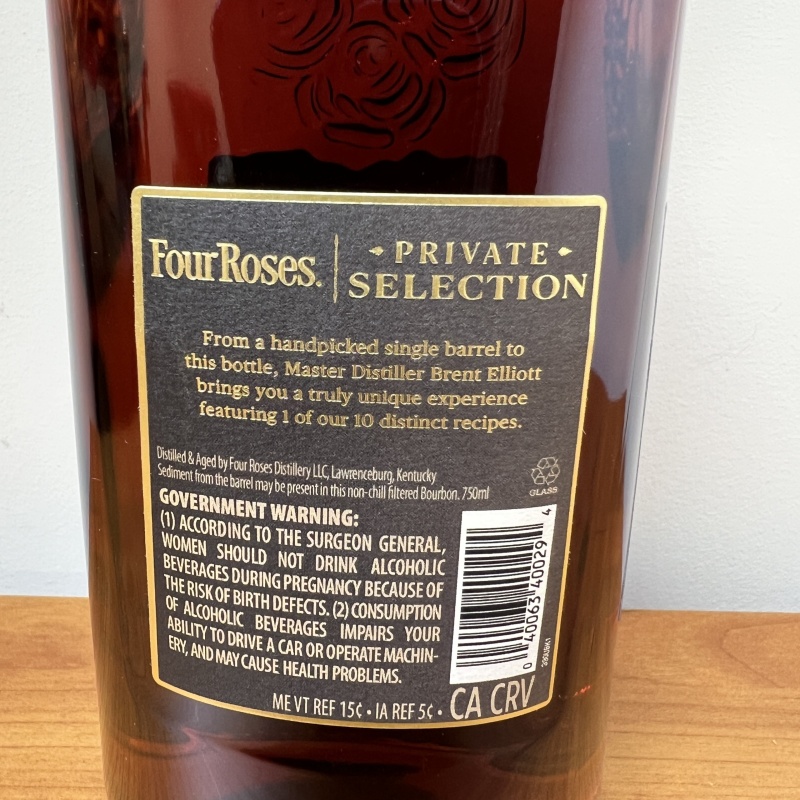 FourRoses. PRIVATE
SELECTION
From a handpicked single barrel to
this bottle, Master Distiller Brent Elliott
brings you a truly unique experience
featuring 1 of our 10 distinct recipes.
Distilled & Aged by Four Roses Distillery LLC, Lawrenceburg, Kentucky
Sediment from the barrel may be present in this non-chill filtered Bourbon. 750ml
GLASS
GOVERNMENT WARNING:
(1) ACCORDING TO THE SURGEON GENERAL,
WOMEN SHOULD NOT DRINK ALCOHOLIC
BEVERAGES DURING PREGNANCY BECAUSE OF
THE RISK OF BIRTH DEFECTS. (2) CONSUMPTION
OF ALCOHOLIC BEVERAGES IMPAIRS YOUR
ABILITY TO DRIVE A CAR OR OPERATE MACHIN-
ERY, AND MAY CAUSE HEALTH PROBLEMS.
0 40063 40029 4
ME VT REF 15¢ • IA REF 5¢ • CA CRV